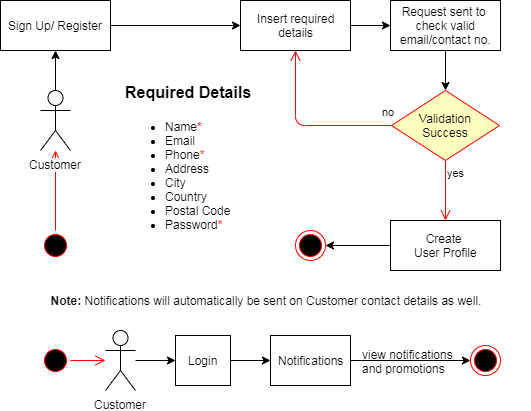 Sign Up/ Register
Insert required
details
Request sent to
check valid
email/contact no.
Required Details
Name*
Email
Phone*
Address
City
Country
Postal Code
Password*
Customer
no
Validation
Success
yes
Create
User Profile
Note: Notifications will automatically be sent on Customer contact details as well.
Customer
Login
Notifications
view notifications
and promotions